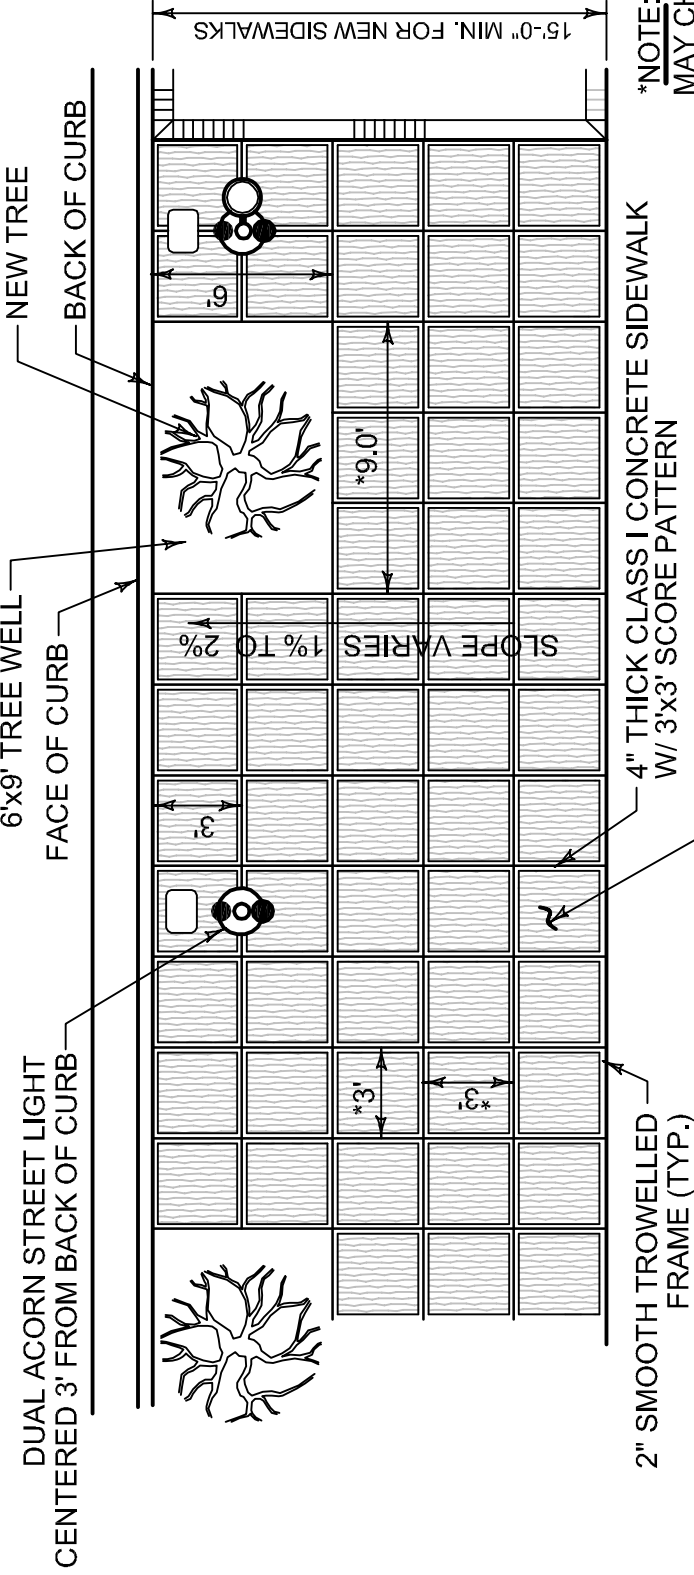 15'-0" MIN. FOR NEW SIDEWALKS
*NOTE:
MAY CH
NEW TREE
BACK OF CURB
6'x9' TREE WELL
FACE OF CURB
DUAL ACORN STREET LIGHT
CENTERED 3' FROM BACK OF CURB
6'
*9.0'
SLOPE VARIES 1% TO 2%
3'
*3'
*3'
4" THICK CLASS I CONCRETE SIDEWALK
W/ 3'x3' SCORE PATTERN
2" SMOOTH TROWELLED
FRAME (TYP.)